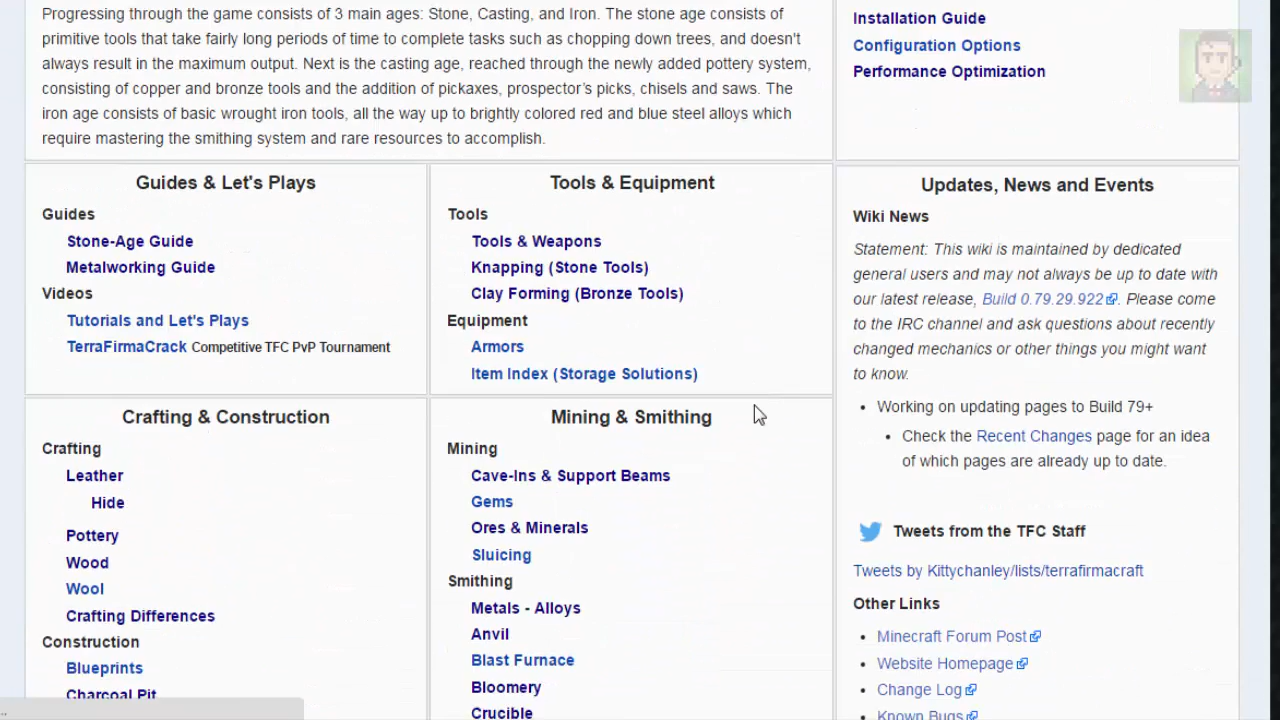 Progressing through the game consists of 3 main ages: Stone, Casting, and Iron. The stone age consists of
primitive tools that take fairly long periods of time to complete tasks such as chopping down trees, and doesn't
always result in the maximum output. Next is the casting age, reached through the newly added pottery system,
consisting of copper and bronze tools and the addition of pickaxes, prospector's picks, chisels and saws. The
iron age consists of basic wrought iron tools, all the way up to brightly colored red and blue steel alloys which
require mastering the smithing system and rare resources to accomplish.
Installation Guide
Configuration Options
Performance Optimization
Guides & Let's Plays
Guides
Stone-Age Guide
Metalworking Guide
Videos
Tutorials and Let's Plays
TerraFirmaCrack Competitive TFC PvP Tournament
Tools & Equipment
Tools
Tools & Weapons
Knapping (Stone Tools)
Clay Forming (Bronze Tools)
Equipment
Armors
Item Index (Storage Solutions)
Updates, News and Events
Wiki News
Statement: This wiki is maintained by dedicated
general users and may not always be up to date with
our latest release, Build 0.79.29.922. Please come
to the IRC channel and ask questions about recently
changed mechanics or other things you might want
to know.
Working on updating pages to Build 79+
Check the Recent Changes page for an idea
of which pages are already up to date.
Tweets from the TFC Staff
Tweets by Kittychanley/lists/terrafirmacraft
Other Links
Minecraft Forum Post
Website Homepage
Change Log
Known Bugs
Crafting & Construction
Crafting
Leather
Hide
Pottery
Wood
Wool
Crafting Differences
Construction
Blueprints
Charcoal Pit
Mining & Smithing
Mining
Cave-Ins & Support Beams
Gems
Ores & Minerals
Sluicing
Smithing
Metals - Alloys
Anvil
Blast Furnace
Bloomery
Crucible